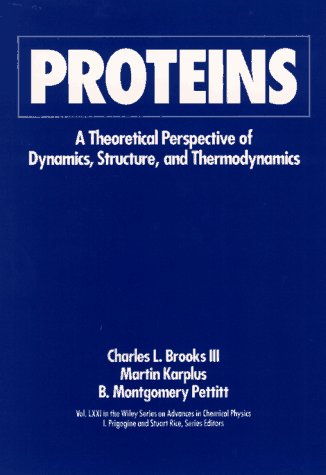 PROTEINS
A Theoretical Perspective of
Dynamics, Structure, and Thermodynamics
Charles L. Brooks III
Martin Karplus
B. Montgomery Pettitt
Vol. LXXI in the Wiley Series on Advances in Chemical Physics
I. Prigogine and Stuart Rice, Series Editors